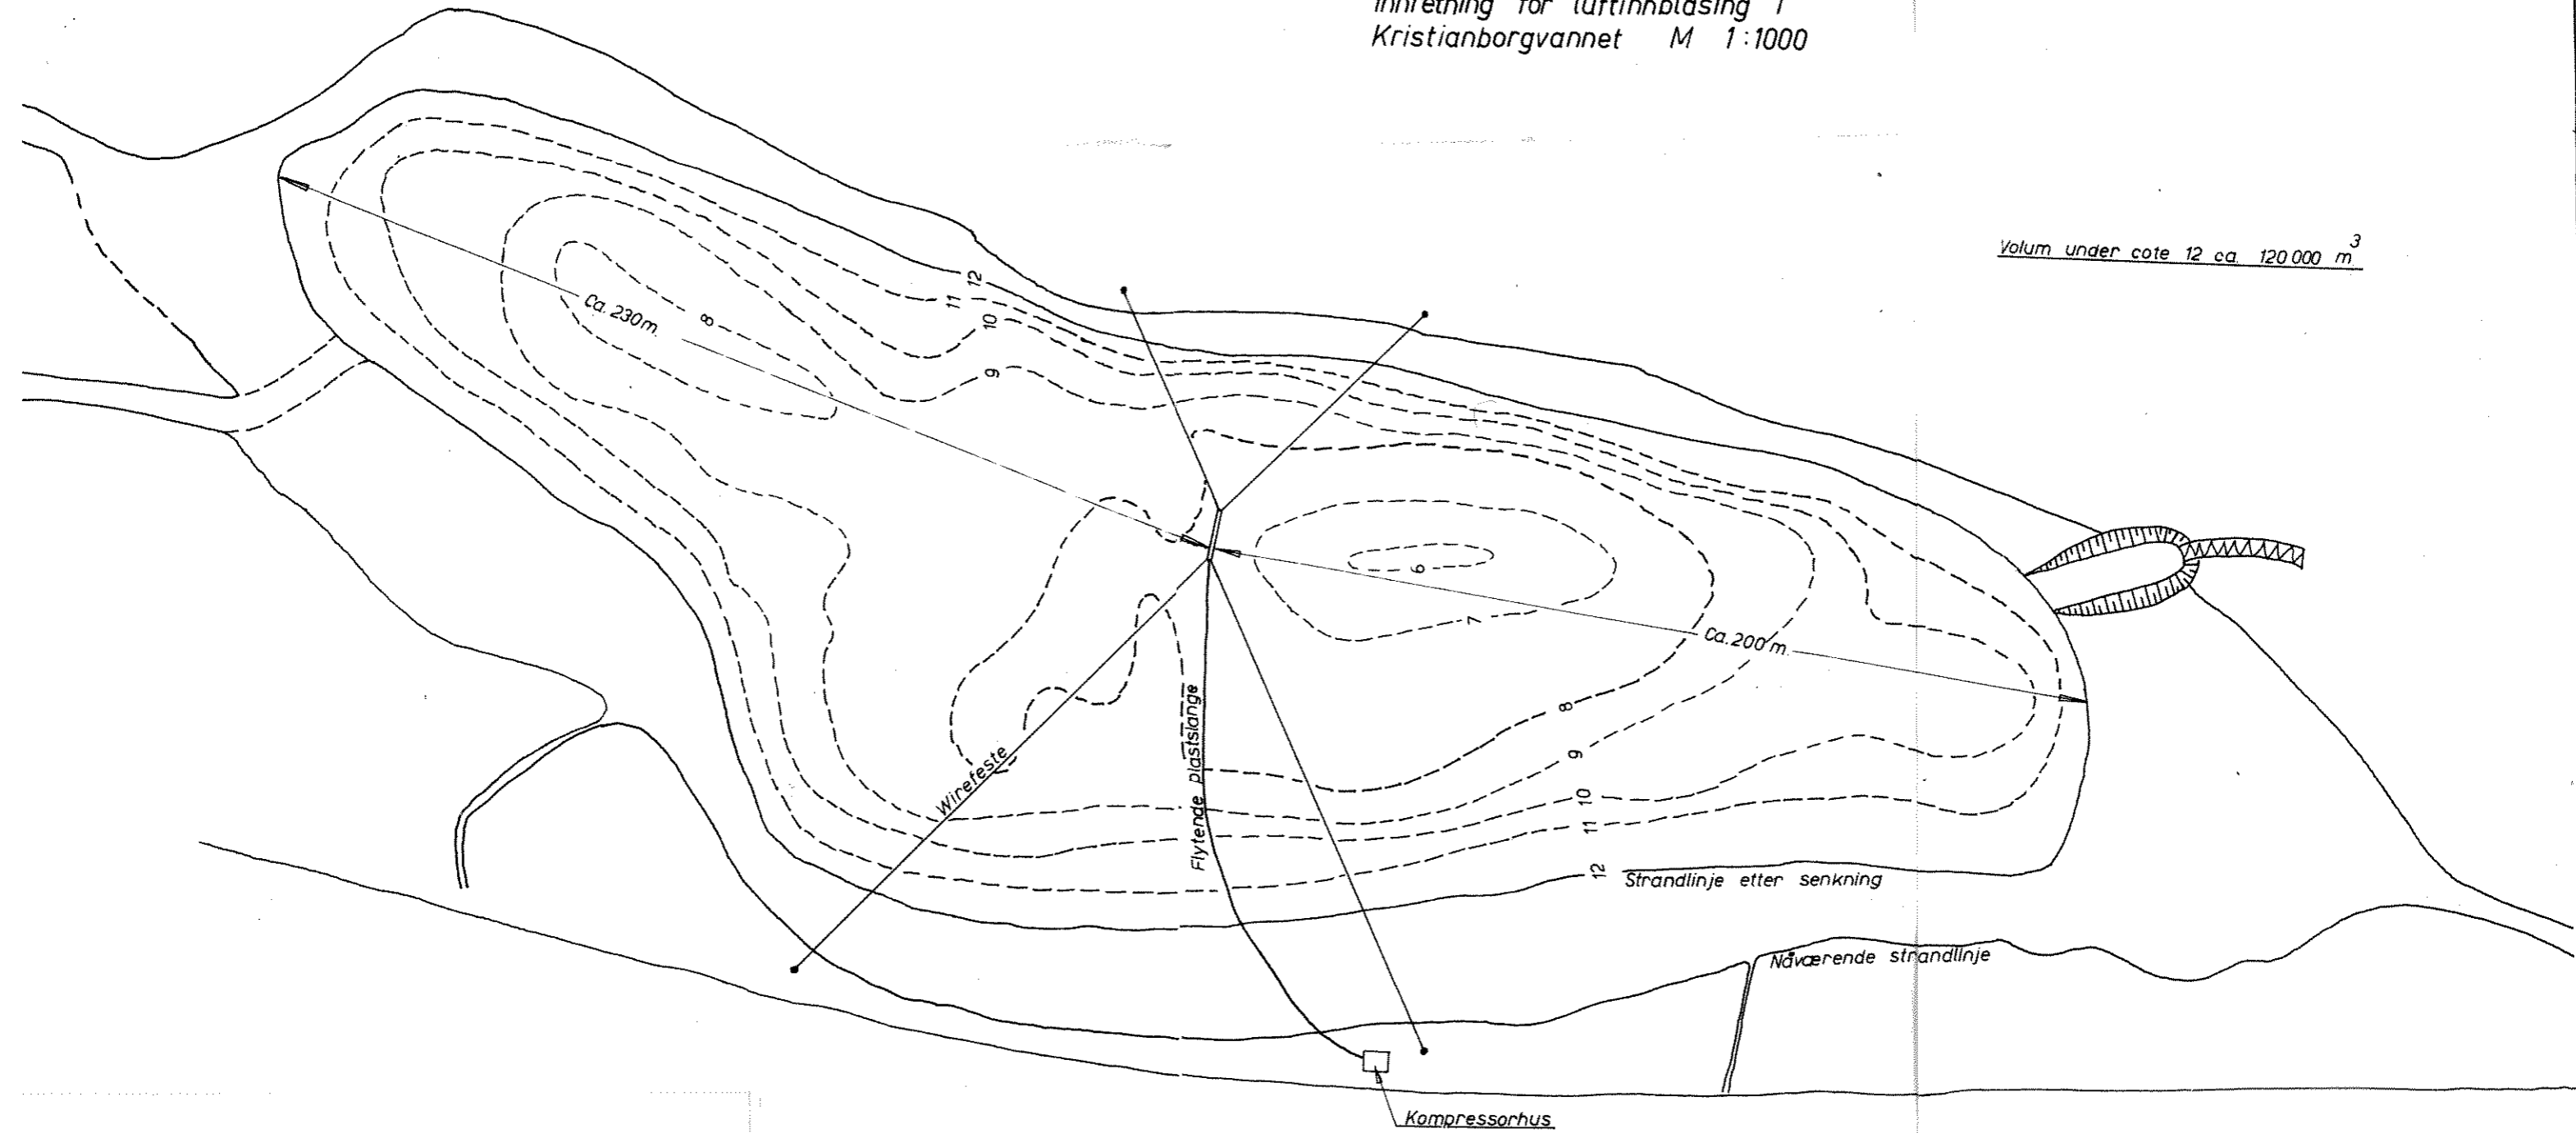 Innretning for luftinnblåsing i
Kristianborgvannet M 1:1000
Volum under cote 12 ca. 120 000 m³
12
11
10
9
8
Ca. 230 m.
6
7
Ca. 200 m.
8
9
10
11
12
Wirefeste
Flytende plastslange
Strandlinje etter senkning
Nåværende strandlinje
Kompressorhus